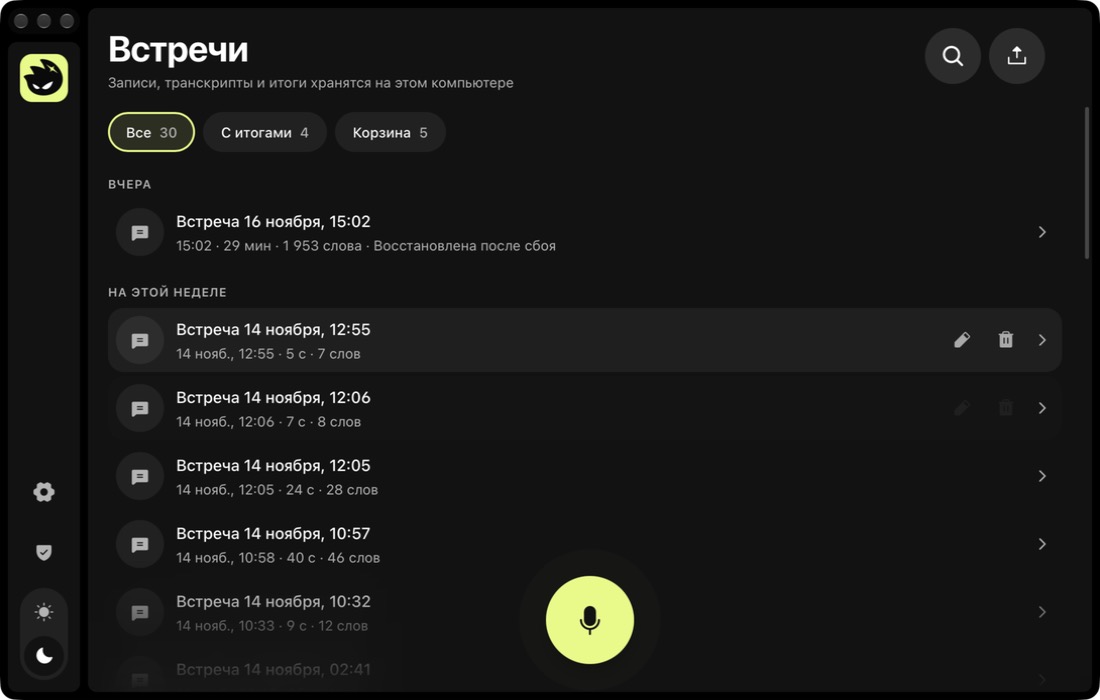 Встречи
Записи, транскрипты и итоги хранятся на этом компьютере
Все 30
С итогами 4
Корзина 5
ВЧЕРА
Встреча 16 ноября, 15:02
15:02 · 29 мин · 1 953 слова · Восстановлена после сбоя
НА ЭТОЙ НЕДЕЛЕ
Встреча 14 ноября, 12:55
14 нояб., 12:55 · 5 с · 7 слов
Встреча 14 ноября, 12:06
14 нояб., 12:06 · 7 с · 8 слов
Встреча 14 ноября, 12:05
14 нояб., 12:05 · 24 с · 28 слов
Встреча 14 ноября, 10:57
14 нояб., 10:58 · 40 с · 46 слов
Встреча 14 ноября, 10:32
14 нояб., 10:33 · 9 с · 12 слов
Встреча 14 ноября, 02:41